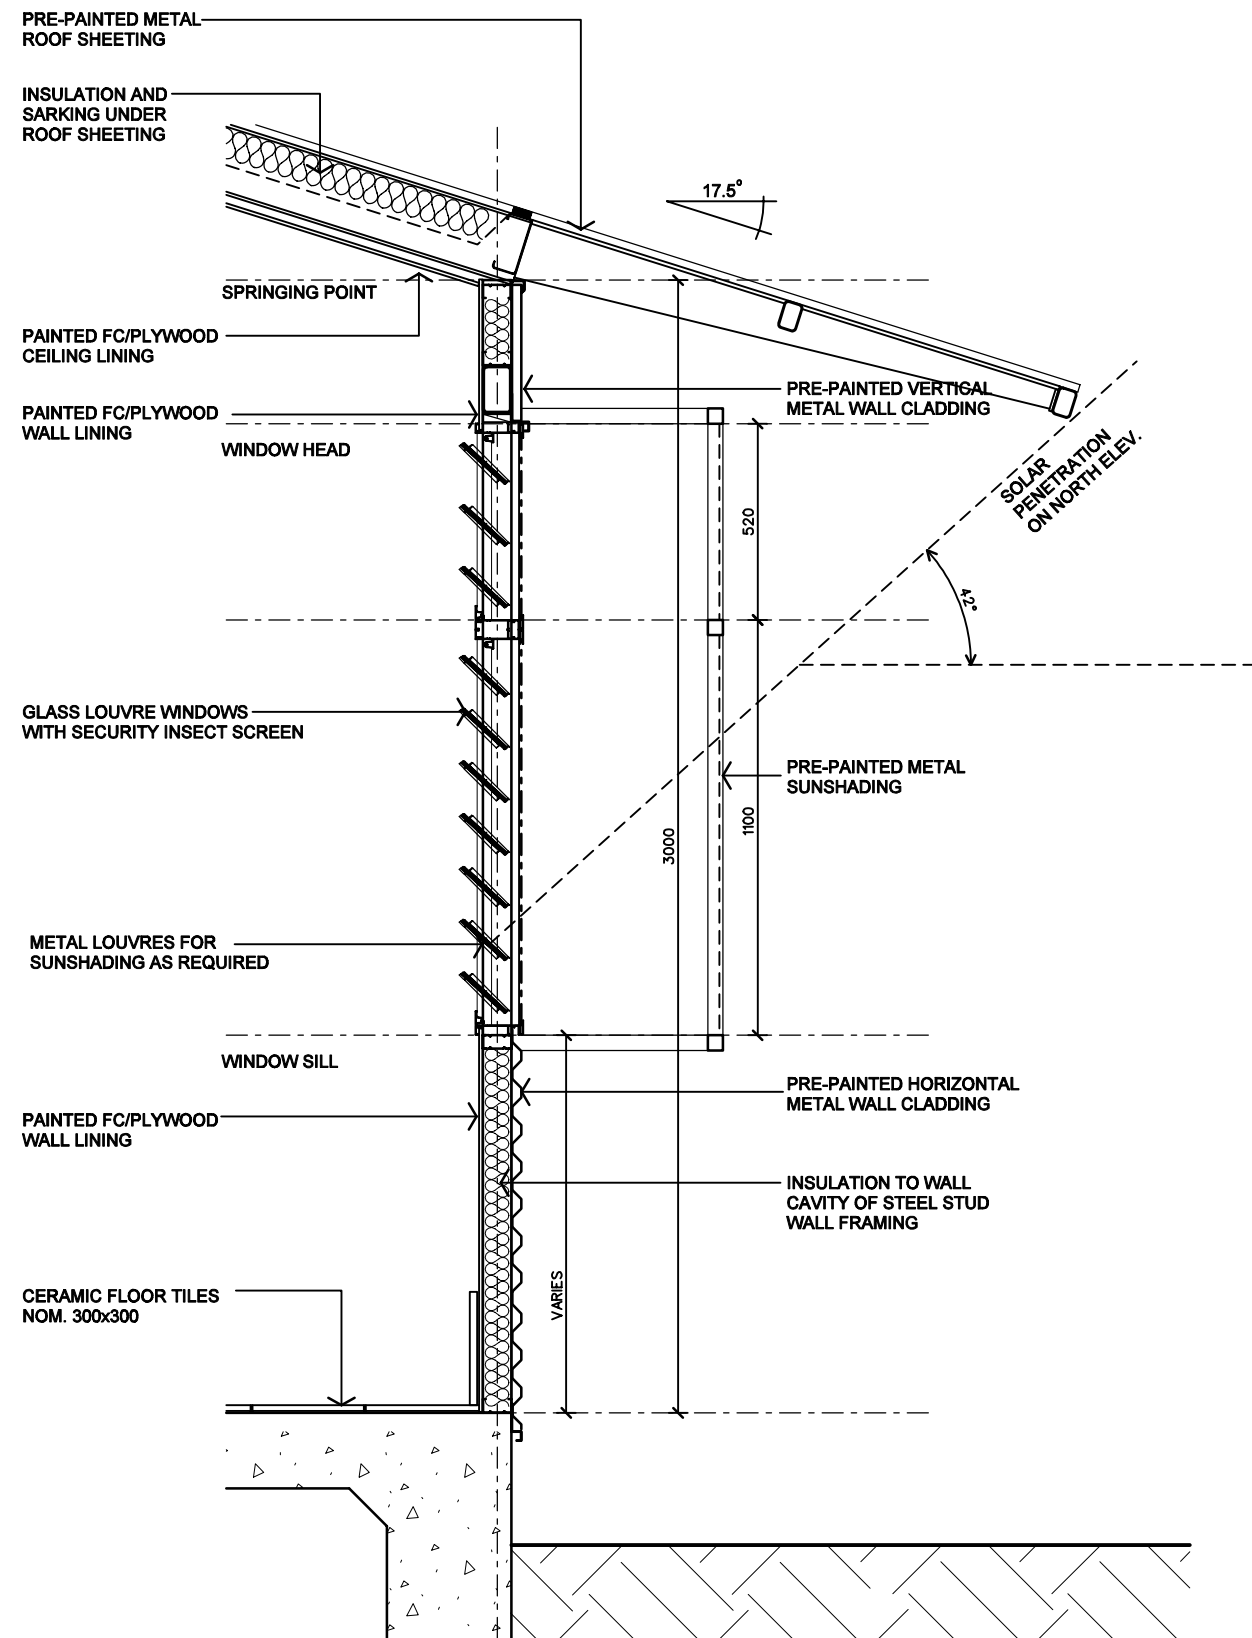 PRE-PAINTED METAL
ROOF SHEETING
INSULATION AND
SARKING UNDER
ROOF SHEETING
17.5°
SPRINGING POINT
PAINTED FC/PLYWOOD
CEILING LINING
PRE-PAINTED VERTICAL
METAL WALL CLADDING
PAINTED FC/PLYWOOD
WALL LINING
WINDOW HEAD
SOLAR
PENETRATION
ON NORTH ELEV.
520
42°
GLASS LOUVRE WINDOWS
WITH SECURITY INSECT SCREEN
PRE-PAINTED METAL
SUNSHADING
1100
3000
METAL LOUVRES FOR
SUNSHADING AS REQUIRED
WINDOW SILL
PRE-PAINTED HORIZONTAL
METAL WALL CLADDING
PAINTED FC/PLYWOOD
WALL LINING
INSULATION TO WALL
CAVITY OF STEEL STUD
WALL FRAMING
VARIES
CERAMIC FLOOR TILES
NOM. 300x300